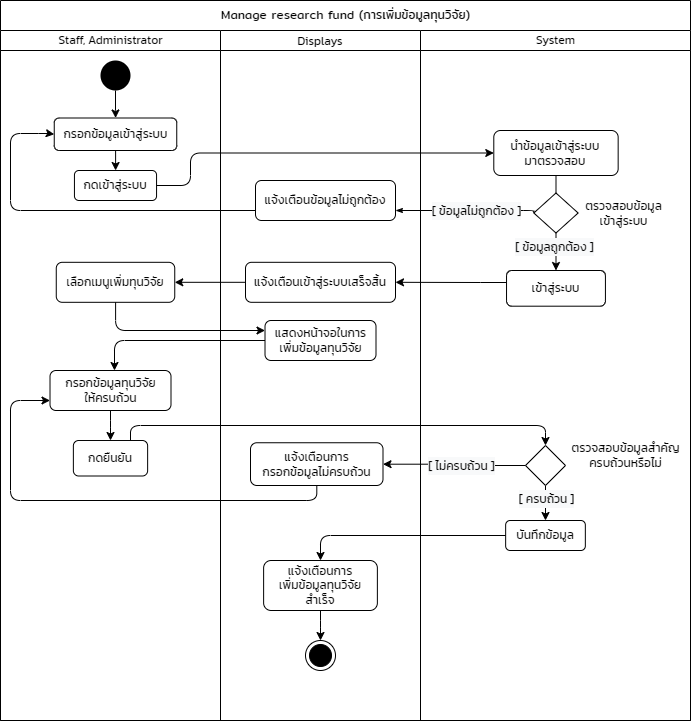 Manage research fund (การเพิ่มข้อมูลทุนวิจัย)
Staff, Administrator
Displays
System
กรอกข้อมูลเข้าสู่ระบบ
นำข้อมูลเข้าสู่ระบบ
มาตรวจสอบ
กดเข้าสู่ระบบ
แจ้งเตือนข้อมูลไม่ถูกต้อง
[ ข้อมูลไม่ถูกต้อง ]
ตรวจสอบข้อมูล
เข้าสู่ระบบ
[ ข้อมูลถูกต้อง ]
เลือกเมนูเพิ่มทุนวิจัย
แจ้งเตือนเข้าสู่ระบบเสร็จสิ้น
เข้าสู่ระบบ
แสดงหน้าจอในการ
เพิ่มข้อมูลทุนวิจัย
กรอกข้อมูลทุนวิจัย
ให้ครบถ้วน
กดยืนยัน
แจ้งเตือนการ
กรอกข้อมูลไม่ครบถ้วน
[ ไม่ครบถ้วน ]
ตรวจสอบข้อมูลสำคัญ
ครบถ้วนหรือไม่
[ ครบถ้วน ]
บันทึกข้อมูล
แจ้งเตือนการ
เพิ่มข้อมูลทุนวิจัย
สำเร็จ